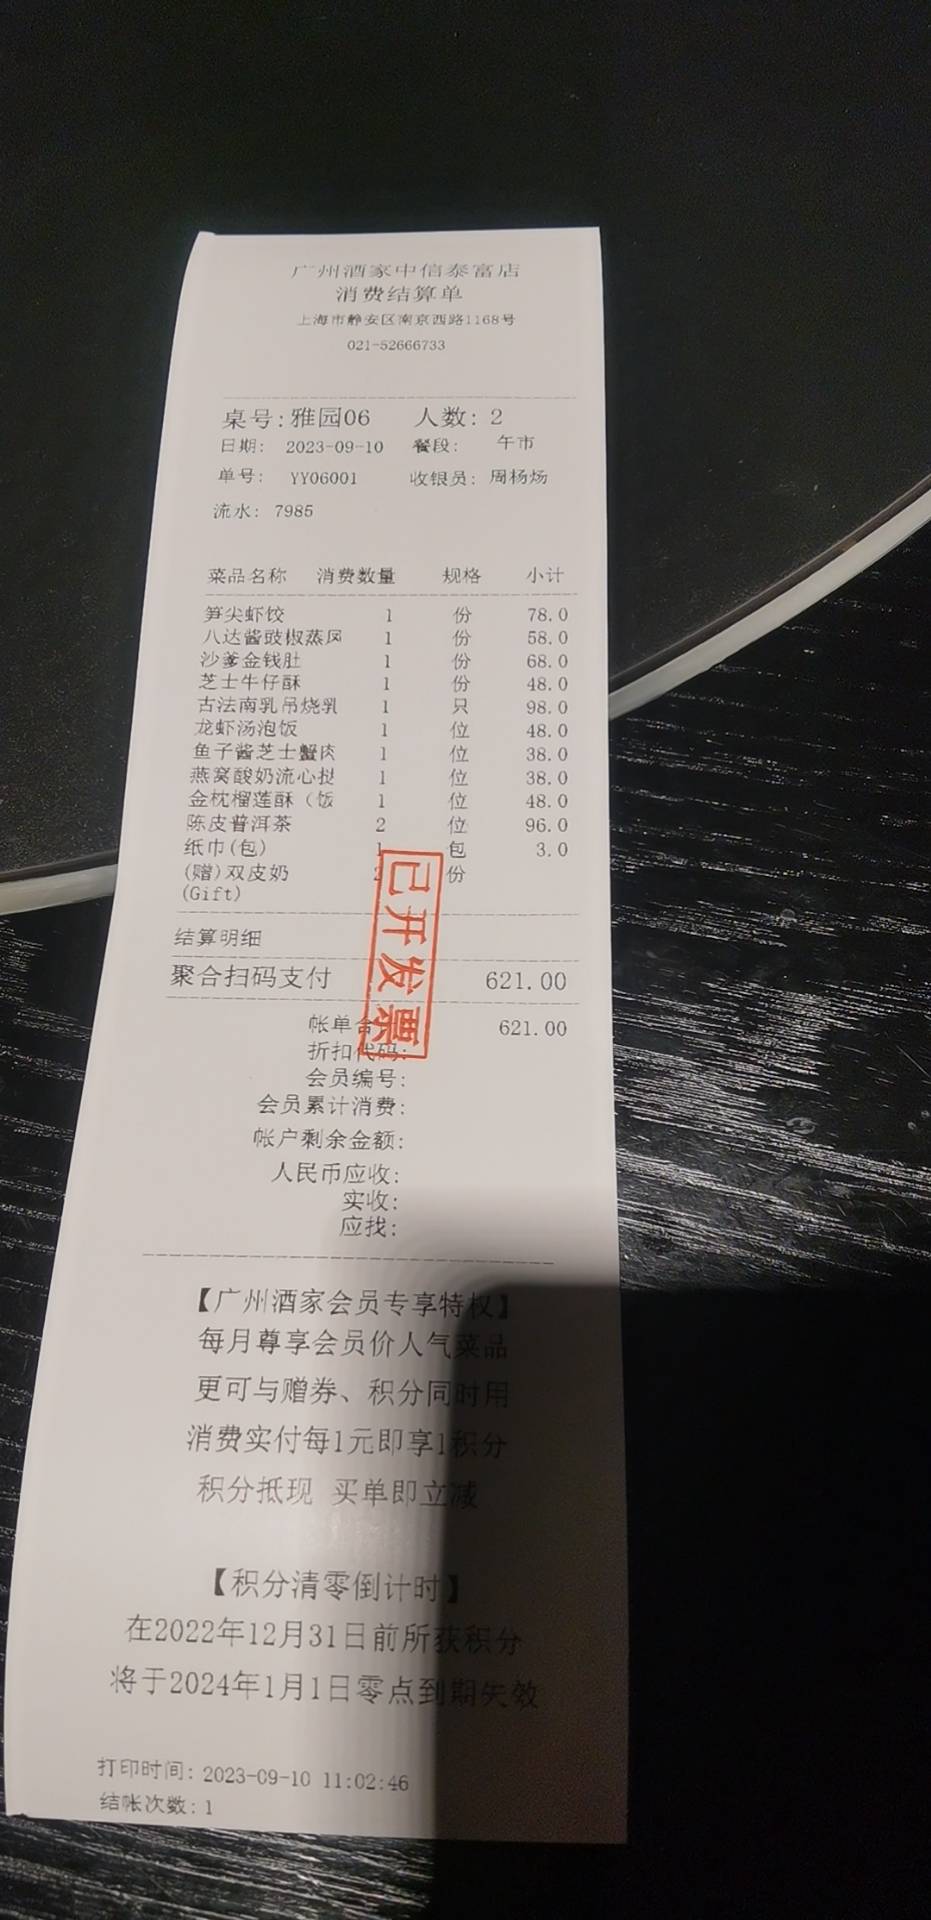 广州酒家中信泰富店
消费结算单
上海市静安区南京西路1168号
021-52666733
桌号:雅园06 人数: 2
日期: 2023-09-10 餐段: 午市
单号: YY06001 收银员: 周杨炀
流水: 7985
菜品名称 消费数量 规格 小计
笋尖虾饺 1 份 78.0
八达酱豉椒蒸凤 1 份 58.0
沙爹金钱肚 1 份 68.0
芝士牛仔酥 1 份 48.0
古法南乳吊烧乳 1 只 98.0
龙虾汤泡饭 1 位 48.0
鱼子酱芝士蟹肉 1 位 38.0
燕窝酸奶流心挞 1 位 38.0
金枕榴莲酥（饭 1 位 48.0
陈皮普洱茶 2 位 96.0
纸巾(包) 1 包 3.0
(赠)双皮奶 2 份
(Gift)
已开发票
结算明细
聚合扫码支付 621.00
帐单合 621.00
折扣代码:
会员编号:
会员累计消费:
帐户剩余金额:
人民币应收:
实收:
应找:
【广州酒家会员专享特权】
每月尊享会员价人气菜品
更可与赠券、积分同时用
消费实付每1元即享1积分
积分抵现 买单即立减
【积分清零倒计时】
在2022年12月31日前所获积分
将于2024年1月1日零点到期失效
打印时间: 2023-09-10 11:02:46
结帐次数: 1